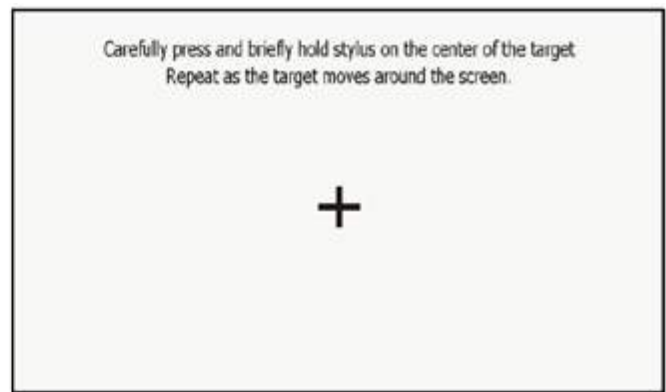 Carefully press and briefly hold stylus on the center of the target
Repeat as the target moves around the screen.